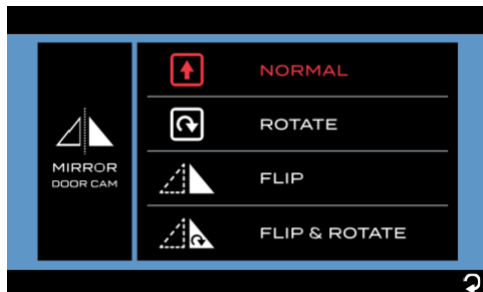 MIRROR
DOOR CAM
NORMAL
ROTATE
FLIP
FLIP & ROTATE